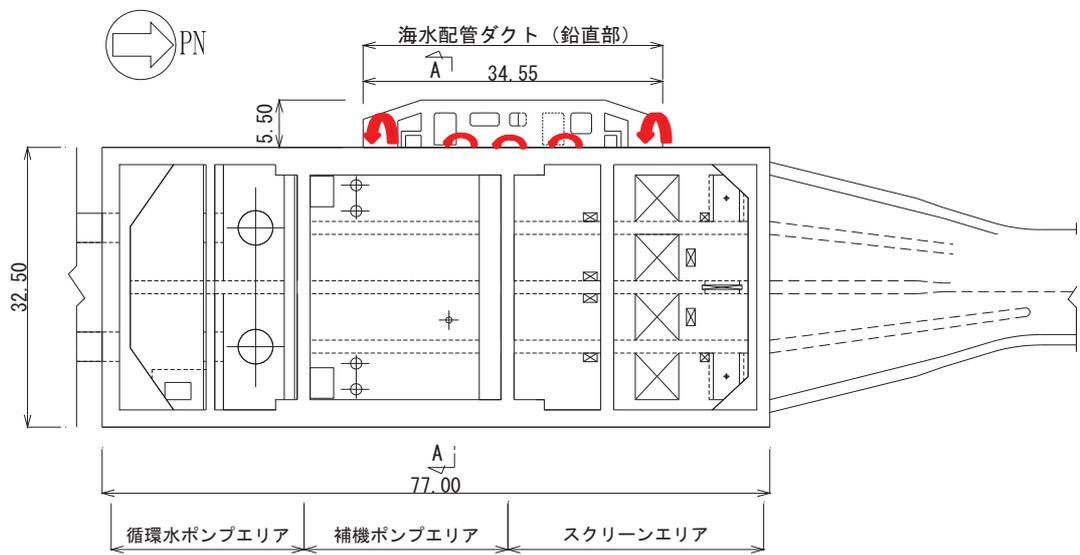 PN
海水配管ダクト（鉛直部）
A
34.55
5.50
32.50
A
77.00
循環水ポンプエリア
補機ポンプエリア
スクリーンエリア